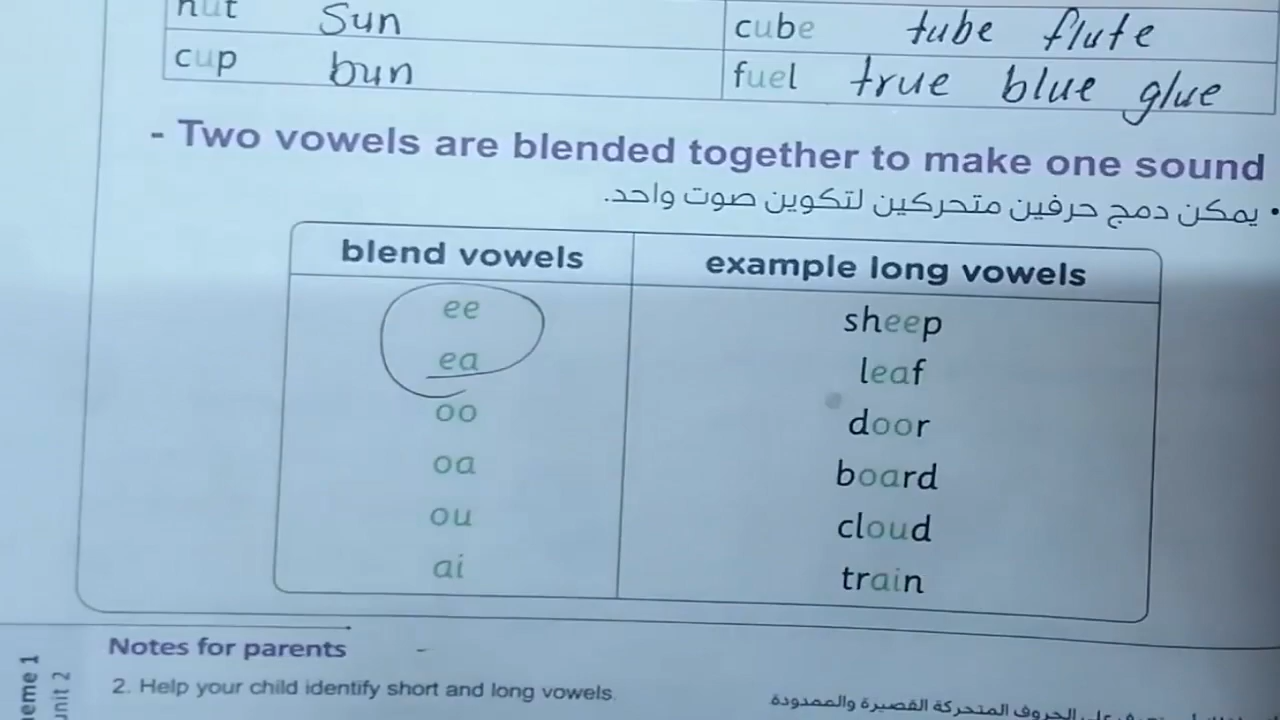 nut sun cube tube flute
cup bun fuel true blue glue
- Two vowels are blended together to make one sound
• يمكن دمج حرفين متحركين لتكوين صوت واحد.
blend vowels example long vowels
ee sheep
ea leaf
oo door
oa board
ou cloud
ai train
Notes for parents
2. Help your child identify short and long vowels.
على الحروف المتحركة القصيرة والممدودة
unit 2